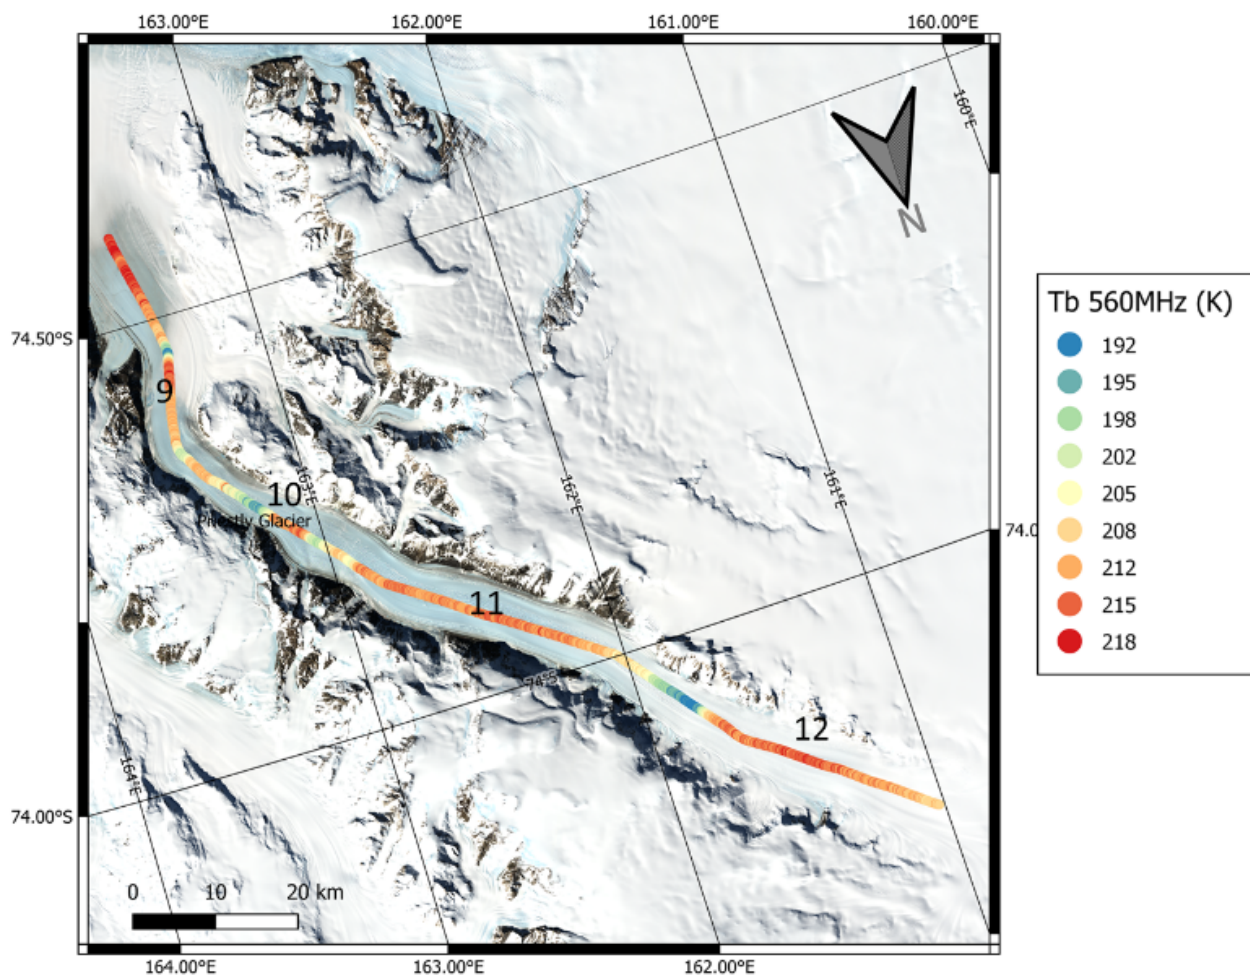 163.00°E 162.00°E 161.00°E 160.00°E
160°E
N
Tb 560MHz (K)
192
195
198
202
205
208
212
215
218
74.50°S
9
10
163°E
162°E
161°E
Priestly Glacier
74.0
11
74°S
12
164°E
74.00°S
0 10 20 km
164.00°E 163.00°E 162.00°E